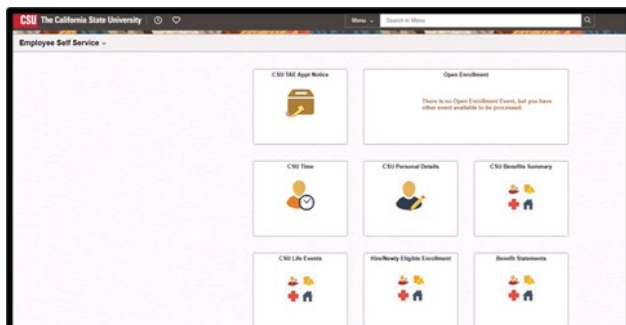 CSU The California State University
Menu
Search in Menu
Employee Self Service
CSU TAE Appt Notice
Open Enrollment
There is no Open Enrollment Event, but you have
other event available to be processed.
CSU Time
CSU Personal Details
CSU Benefits Summary
CSU Life Events
Hire/Newly Eligible Enrollment
Benefit Statements